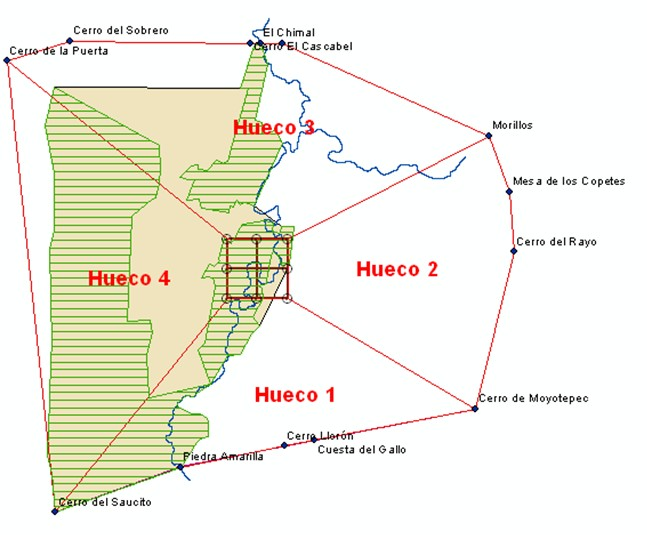 Cerro del Sobrero
El Chimal
Cerro de la Puerta
Cerro El Cascabel
Hueco 3
Morillos
Mesa de los Copetes
Cerro del Rayo
Hueco 4
Hueco 2
Hueco 1
Cerro de Moyotepec
Cerro Llorón
Cuesta del Gallo
Piedra Amarilla
Cerro del Saucito